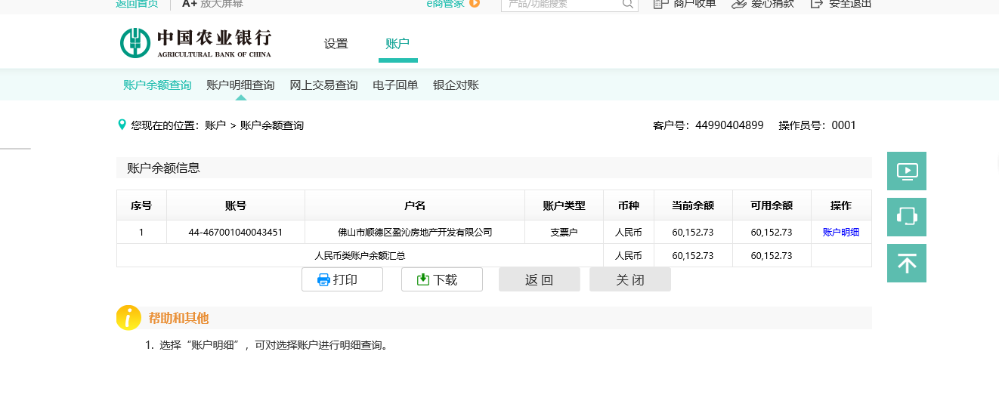 返回首页 A+ 放大屏幕 e商管家 产品/功能搜索 商户收单 爱心捐款 安全退出
中国农业银行 设置 账户
AGRICULTURAL BANK OF CHINA
账户余额查询 账户明细查询 网上交易查询 电子回单 银企对账
您现在的位置：账户 > 账户余额查询 客户号：44990404899 操作员号：0001
账户余额信息
序号 账号 户名 账户类型 币种 当前余额 可用余额 操作
1 44-467001040043451 佛山市顺德区盈沁房地产开发有限公司 支票户 人民币 60,152.73 60,152.73 账户明细
人民币类账户余额汇总 人民币 60,152.73 60,152.73
打印 下载 返 回 关 闭
帮助和其他
1. 选择“账户明细”，可对选择账户进行明细查询。